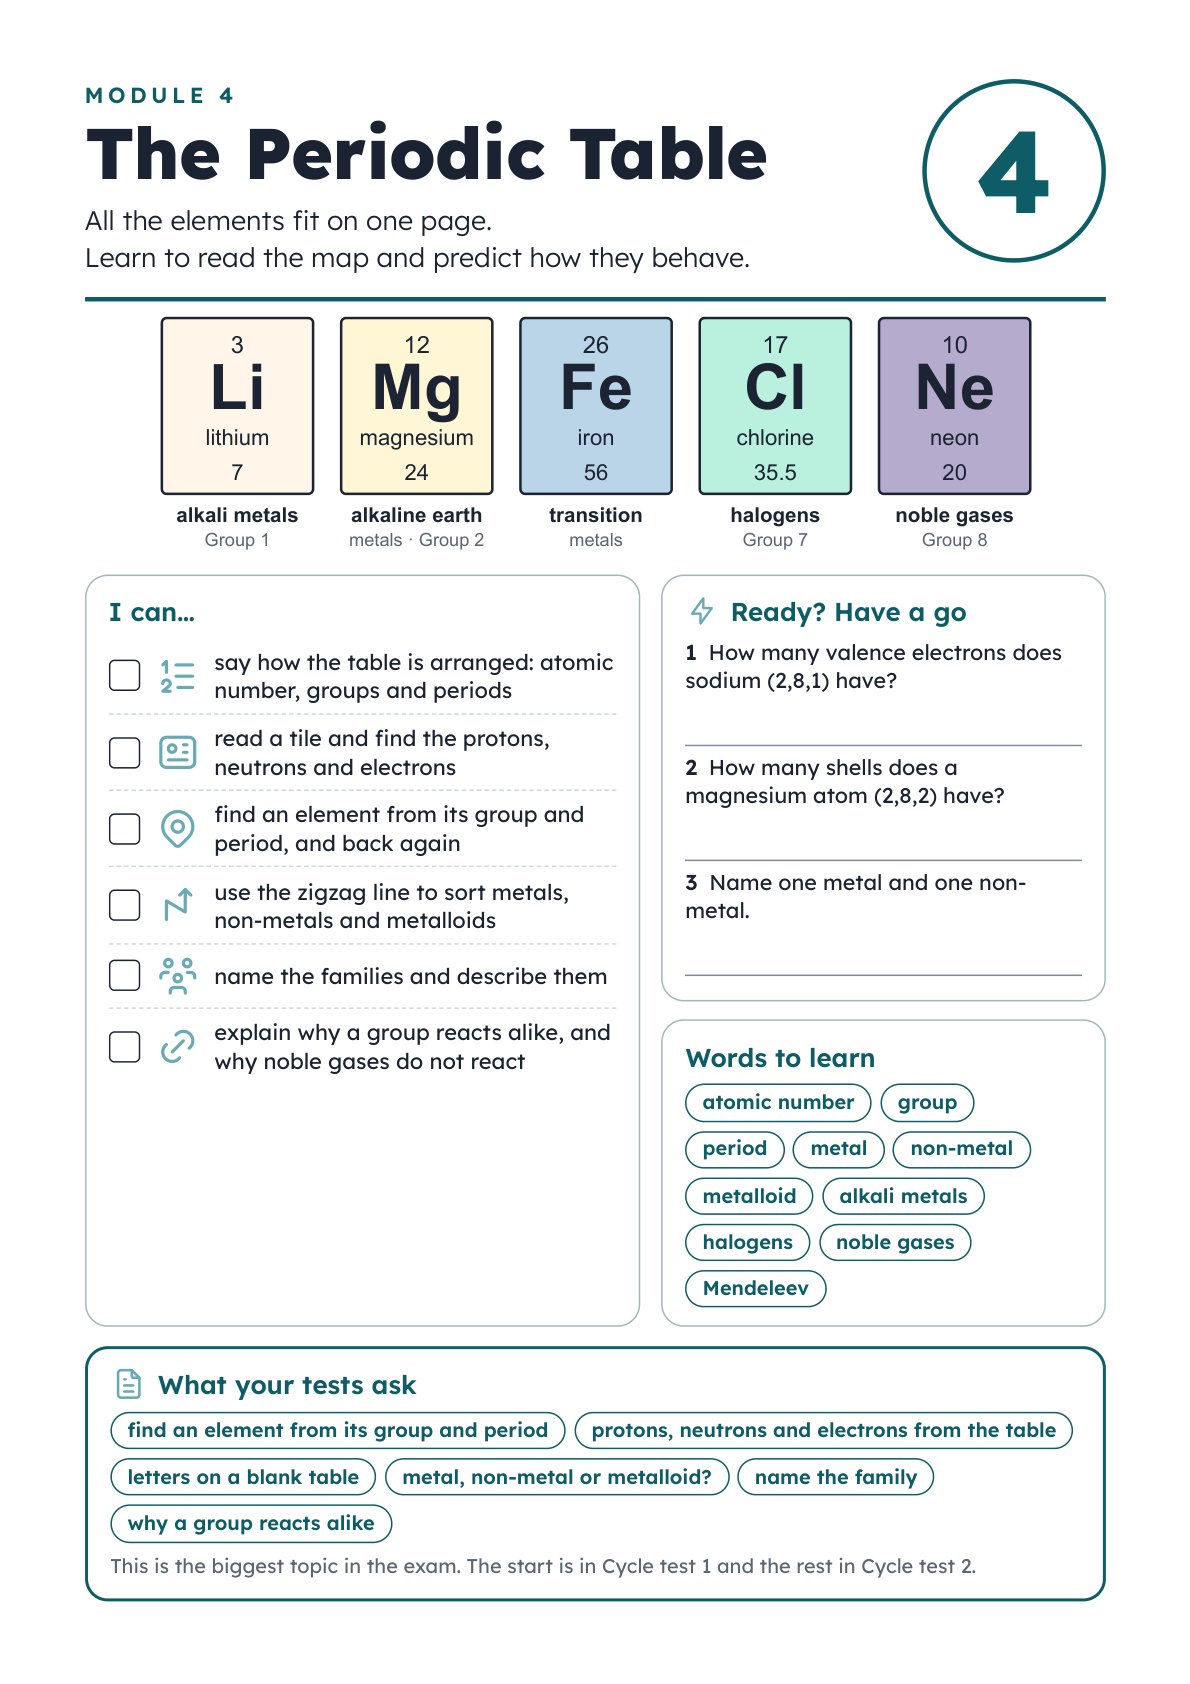 MODULE 4
The Periodic Table
All the elements fit on one page.
Learn to read the map and predict how they behave.
4
3
Li
lithium
7
alkali metals
Group 1
12
Mg
magnesium
24
alkaline earth
metals · Group 2
26
Fe
iron
56
transition
metals
17
Cl
chlorine
35.5
halogens
Group 7
10
Ne
neon
20
noble gases
Group 8
I can...
say how the table is arranged: atomic
number, groups and periods
read a tile and find the protons,
neutrons and electrons
find an element from its group and
period, and back again
use the zigzag line to sort metals,
non-metals and metalloids
name the families and describe them
explain why a group reacts alike, and
why noble gases do not react
Ready? Have a go
1 How many valence electrons does
sodium (2,8,1) have?
2 How many shells does a
magnesium atom (2,8,2) have?
3 Name one metal and one non-
metal.
Words to learn
atomic number group
period metal non-metal
metalloid alkali metals
halogens noble gases
Mendeleev
What your tests ask
find an element from its group and period protons, neutrons and electrons from the table
letters on a blank table metal, non-metal or metalloid? name the family
why a group reacts alike
This is the biggest topic in the exam. The start is in Cycle test 1 and the rest in Cycle test 2.